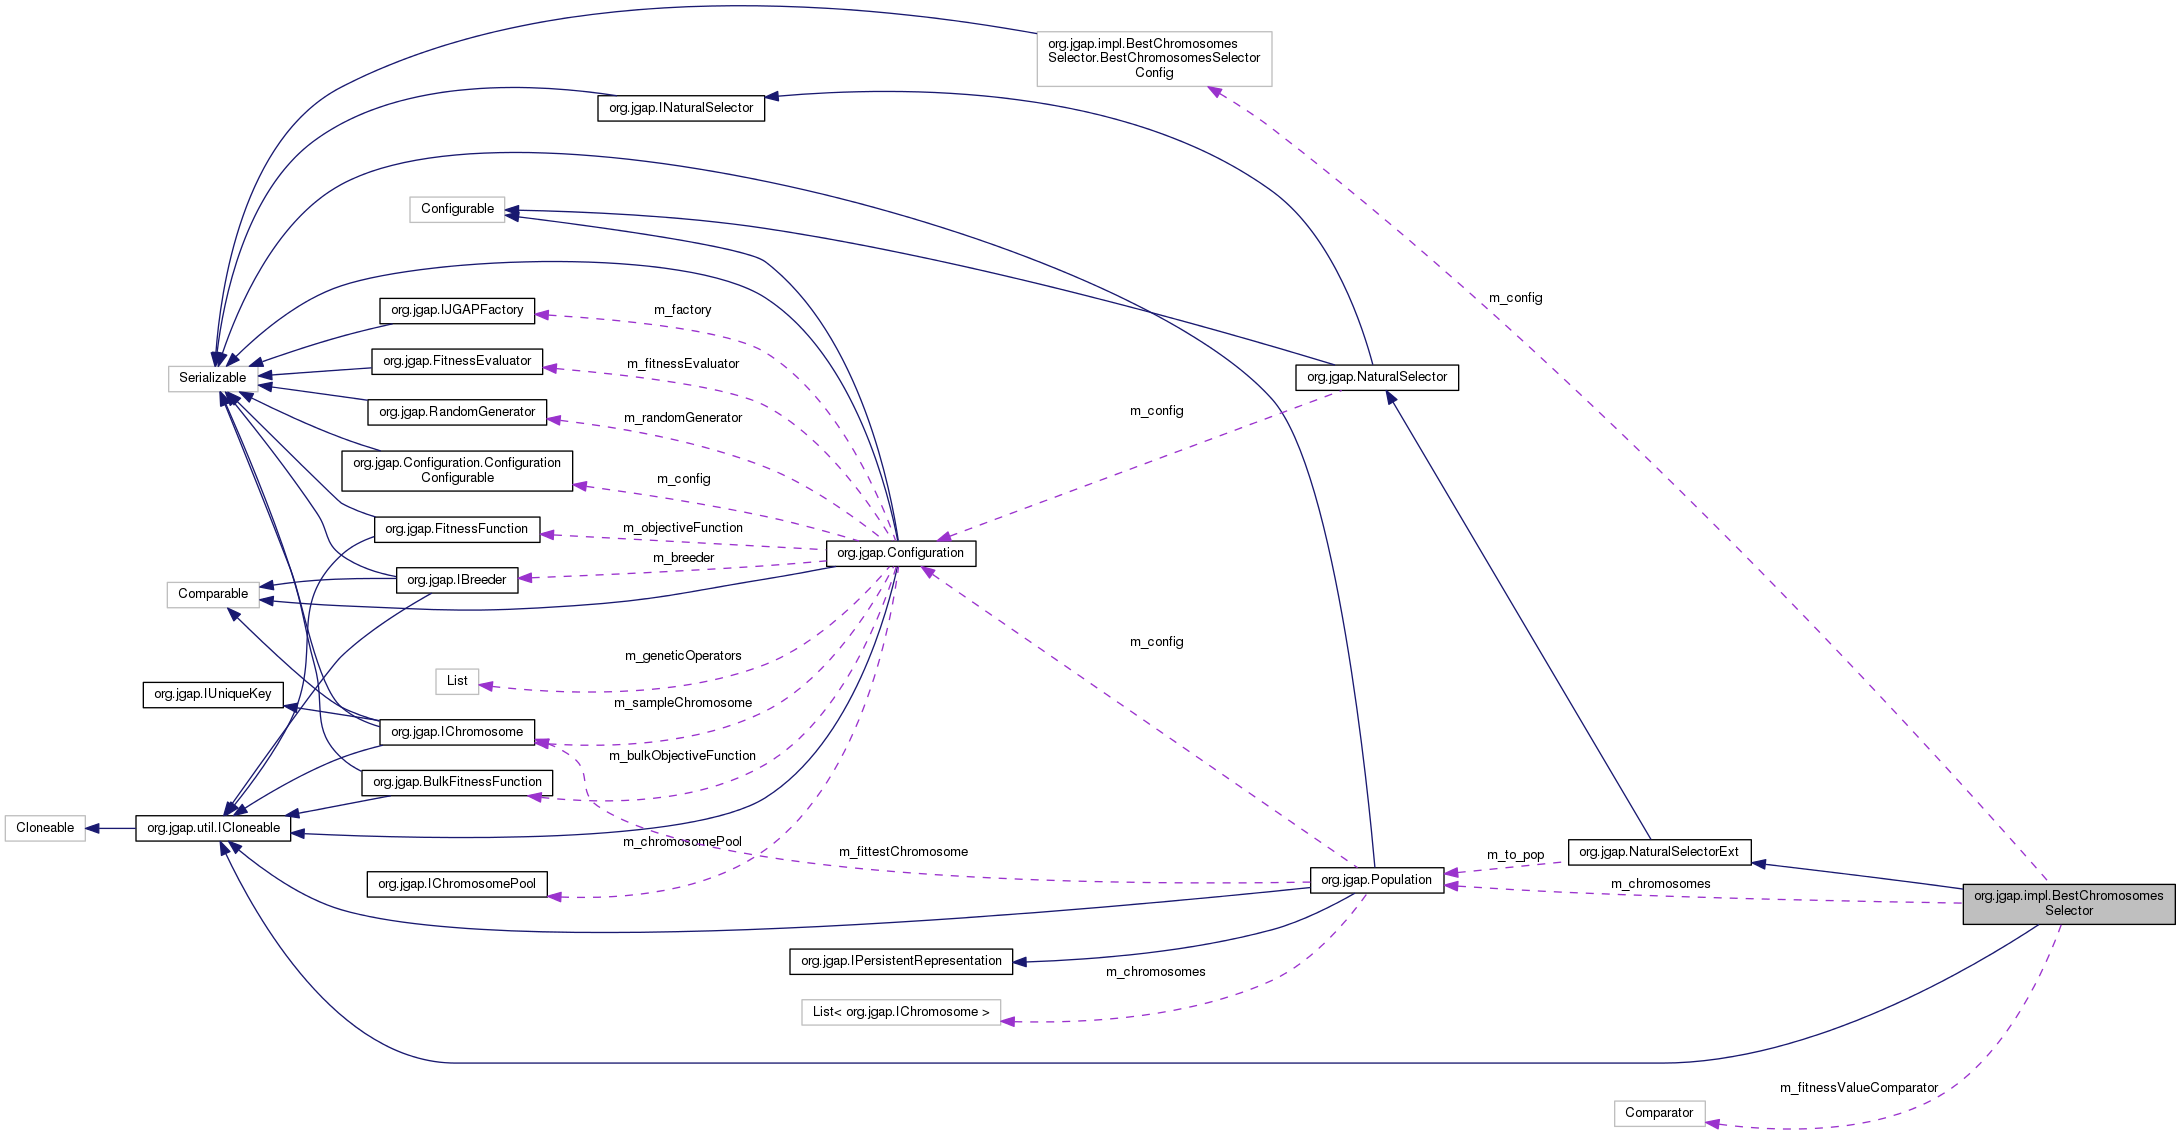 org.jgap.impl.BestChromosomes
Selector.BestChromosomesSelector
Config
org.jgap.INaturalSelector
Configurable
m_config
org.jgap.IJGAPFactory
m_factory
org.jgap.FitnessEvaluator
m_fitnessEvaluator
Serializable
org.jgap.NaturalSelector
org.jgap.RandomGenerator
m_randomGenerator
m_config
org.jgap.Configuration.Configuration
Configurable
m_config
org.jgap.FitnessFunction
m_objectiveFunction
org.jgap.Configuration
m_breeder
org.jgap.IBreeder
Comparable
m_config
m_geneticOperators
List
org.jgap.IUniqueKey
m_sampleChromosome
org.jgap.IChromosome
m_bulkObjectiveFunction
org.jgap.BulkFitnessFunction
Cloneable
org.jgap.util.ICloneable
m_chromosomePool
m_fittestChromosome
m_to_pop
org.jgap.NaturalSelectorExt
org.jgap.IChromosomePool
org.jgap.Population
m_chromosomes
org.jgap.impl.BestChromosomes
Selector
org.jgap.IPersistentRepresentation
m_chromosomes
List< org.jgap.IChromosome >
m_fitnessValueComparator
Comparator